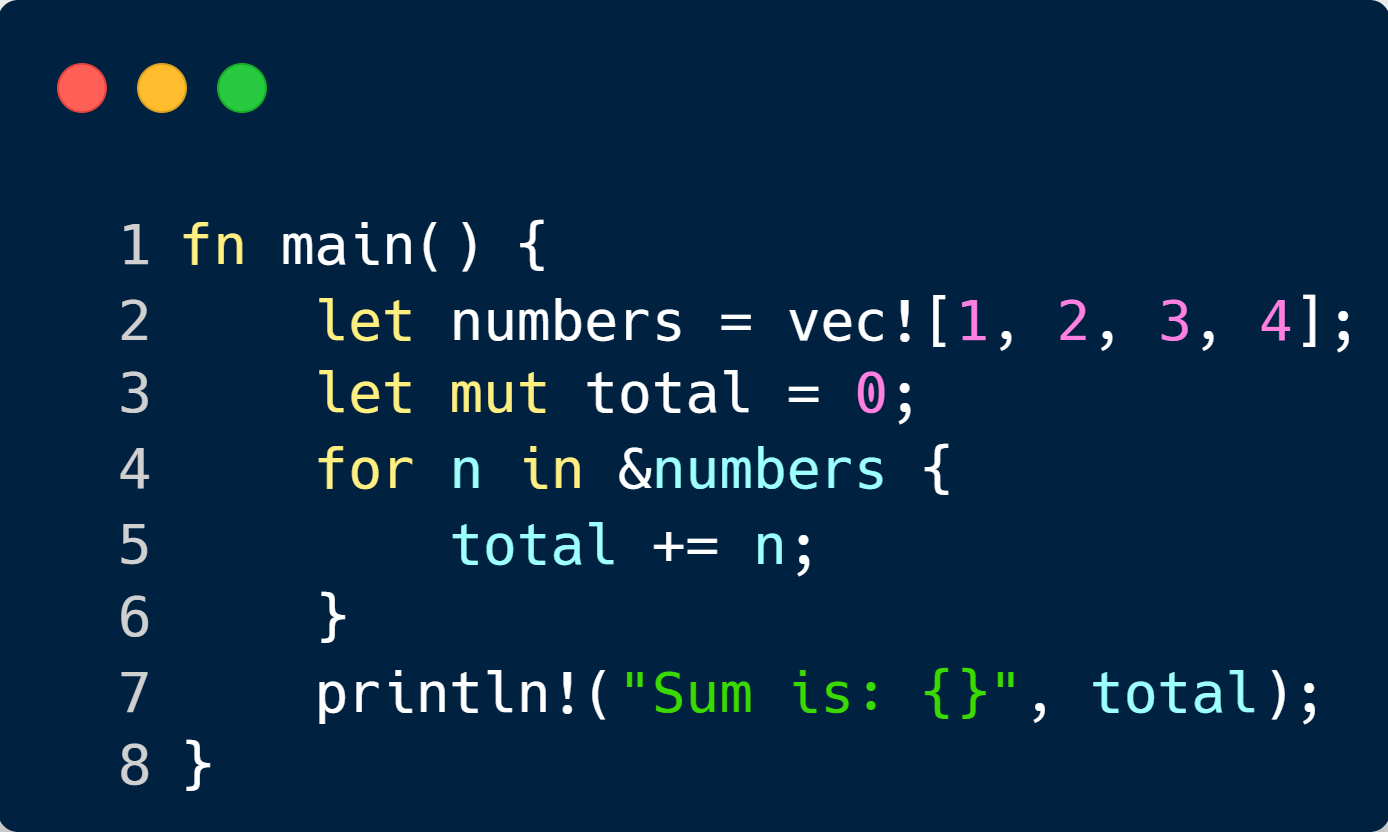 1 fn main() {
2     let numbers = vec![1, 2, 3, 4];
3     let mut total = 0;
4     for n in &numbers {
5         total += n;
6     }
7     println!("Sum is: {}", total);
8 }